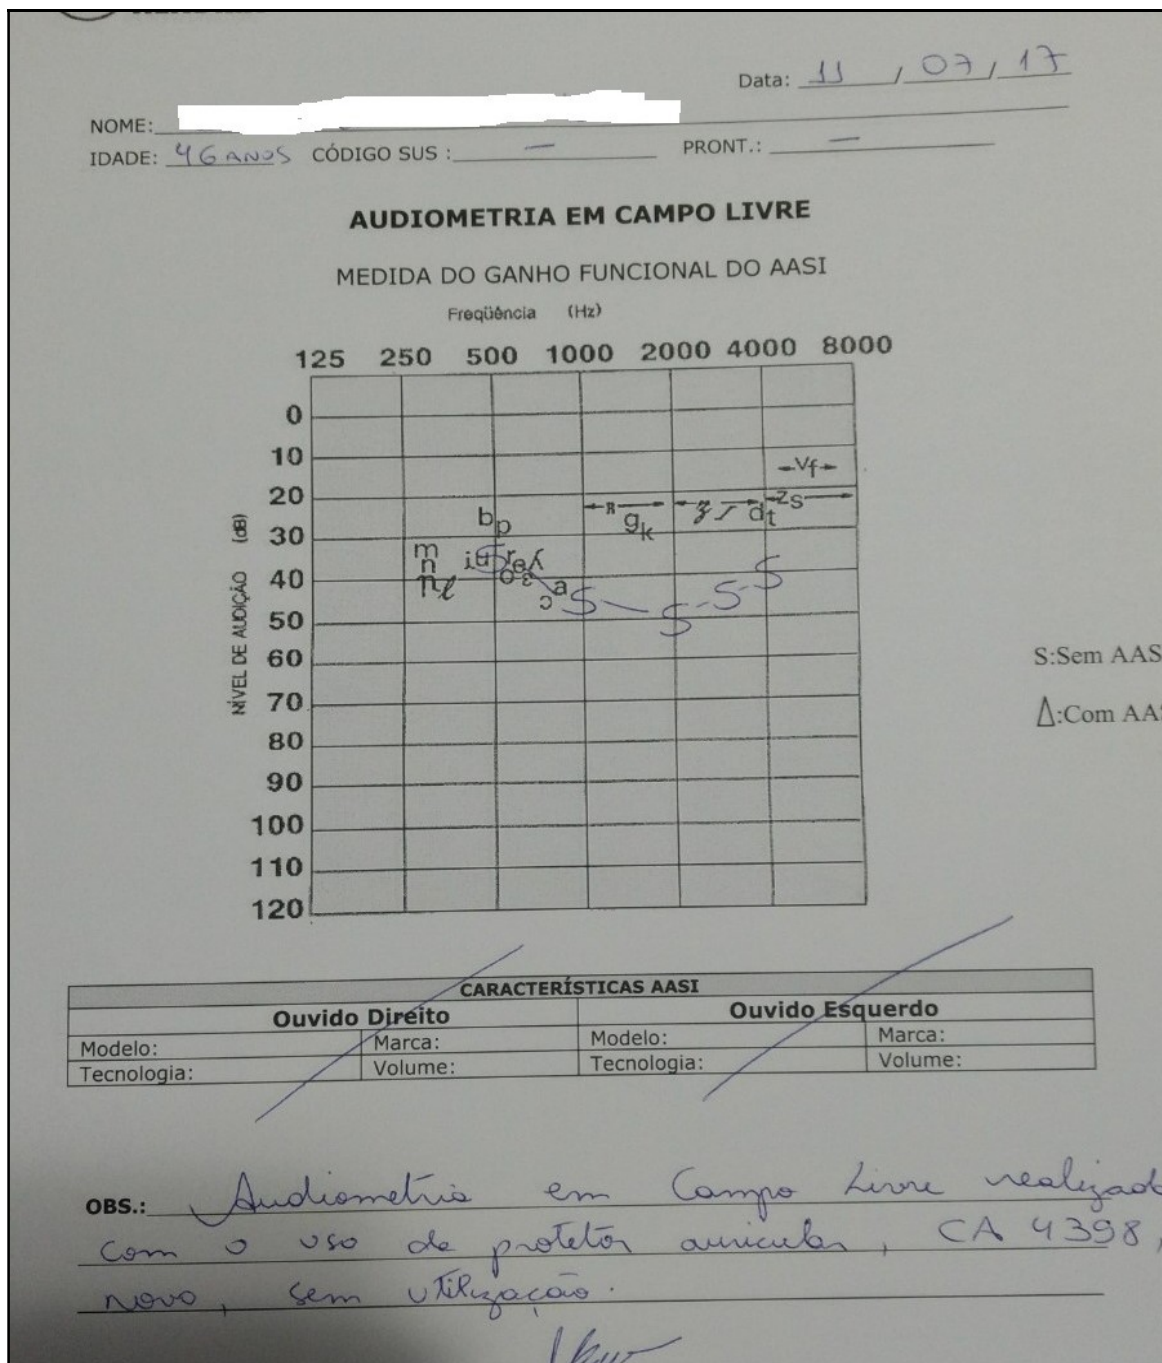 Data: 11 / 07 / 17
NOME:
IDADE: 46 ANOS CÓDIGO SUS : — PRONT.: —
AUDIOMETRIA EM CAMPO LIVRE
MEDIDA DO GANHO FUNCIONAL DO AASI
Freqüência (Hz)
125 250 500 1000 2000 4000 8000
NÍVEL DE AUDIÇÃO (dB)
0
10
v f
20
z s
b p
g k
d t
30
m
n
i u S r e
40
o ɛ
a
ɔ
S S S S
50
60
S:Sem AAS
70
Δ:Com AA
80
90
100
110
120
CARACTERÍSTICAS AASI
Ouvido Direito Ouvido Esquerdo
Modelo: Marca: Modelo: Marca:
Tecnologia: Volume: Tecnologia: Volume:
OBS.: Audiometria em Campo Livre realizad
com o uso de protetor auricular, CA 4398,
novo, sem utilização.